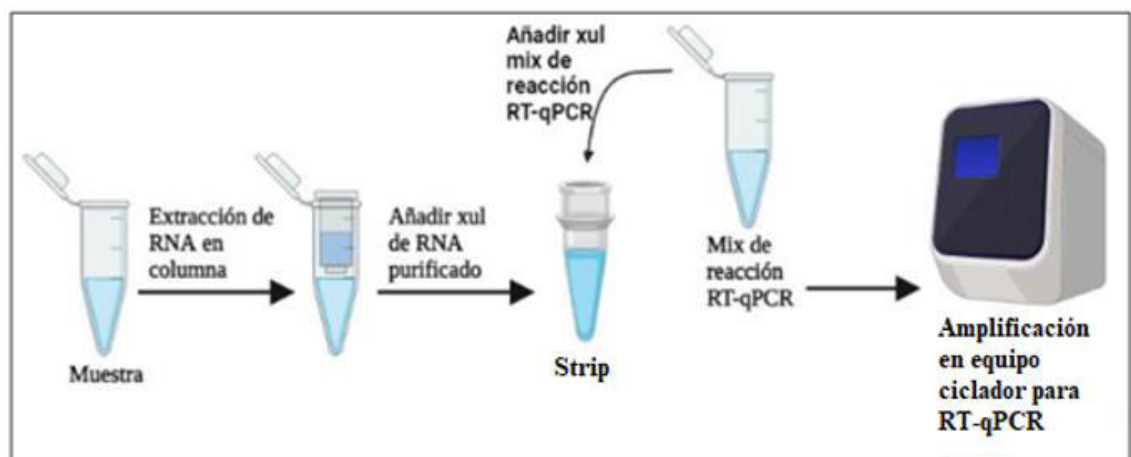 Añadir xul
mix de
reacción
RT-qPCR
Extracción de
RNA en
columna
Añadir xul
de RNA
purificado
Mix de
reacción
RT-qPCR
Muestra
Strip
Amplificación
en equipo
ciclador para
RT-qPCR